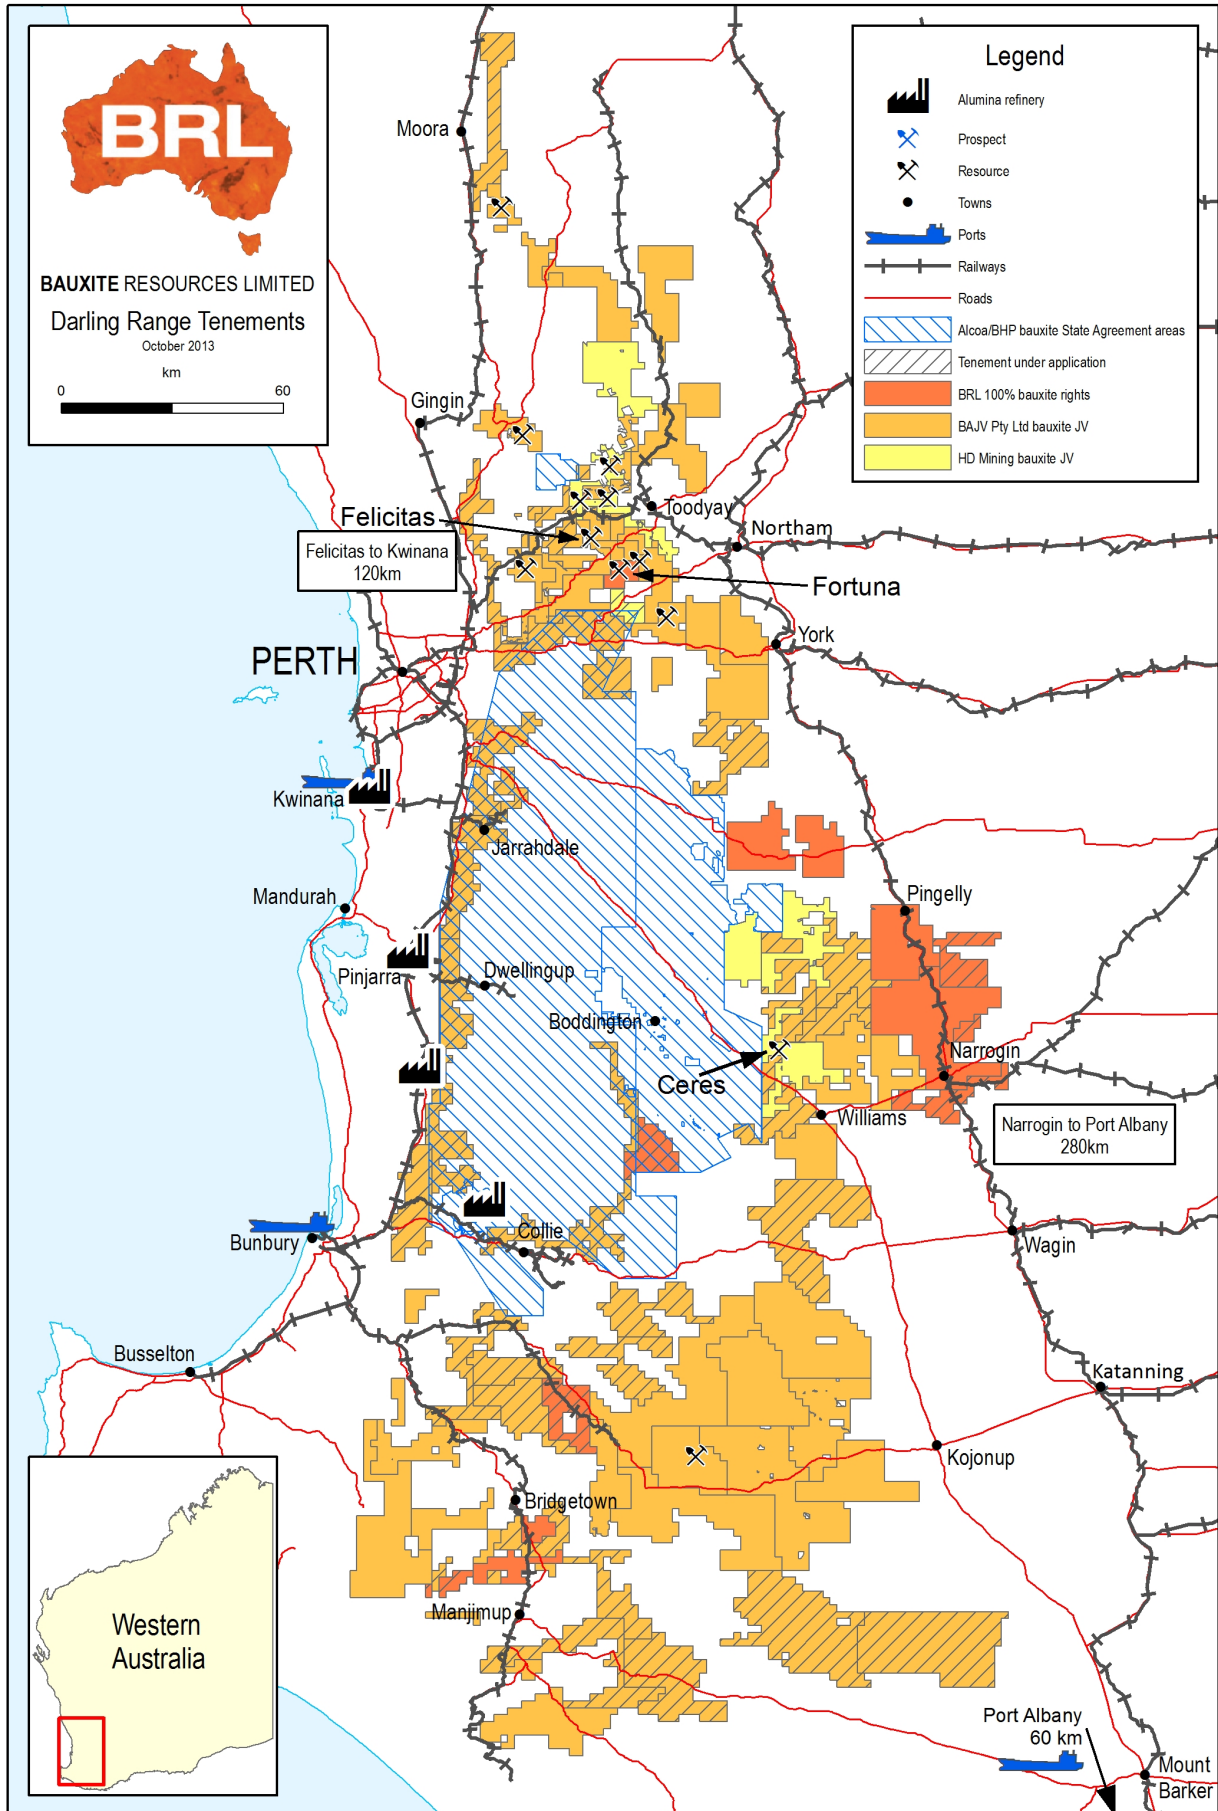 BRL
BAUXITE RESOURCES LIMITED
Darling Range Tenements
October 2013
km
0 60
Legend
Alumina refinery
Prospect
Resource
Towns
Ports
Railways
Roads
Alcoa/BHP bauxite State Agreement areas
Tenement under application
BRL 100% bauxite rights
BAJV Pty Ltd bauxite JV
HD Mining bauxite JV
Moora
Gingin
Felicitas
Toodyay
Northam
Felicitas to Kwinana
120km
Fortuna
York
PERTH
Kwinana
Jarrahdale
Mandurah
Pingelly
Pinjarra
Dwellingup
Boddington
Narrogin
Ceres
Williams
Narrogin to Port Albany
280km
Bunbury
Collie
Wagin
Busselton
Katanning
Kojonup
Bridgetown
Manjimup
Western
Australia
Port Albany
60 km
Mount
Barker